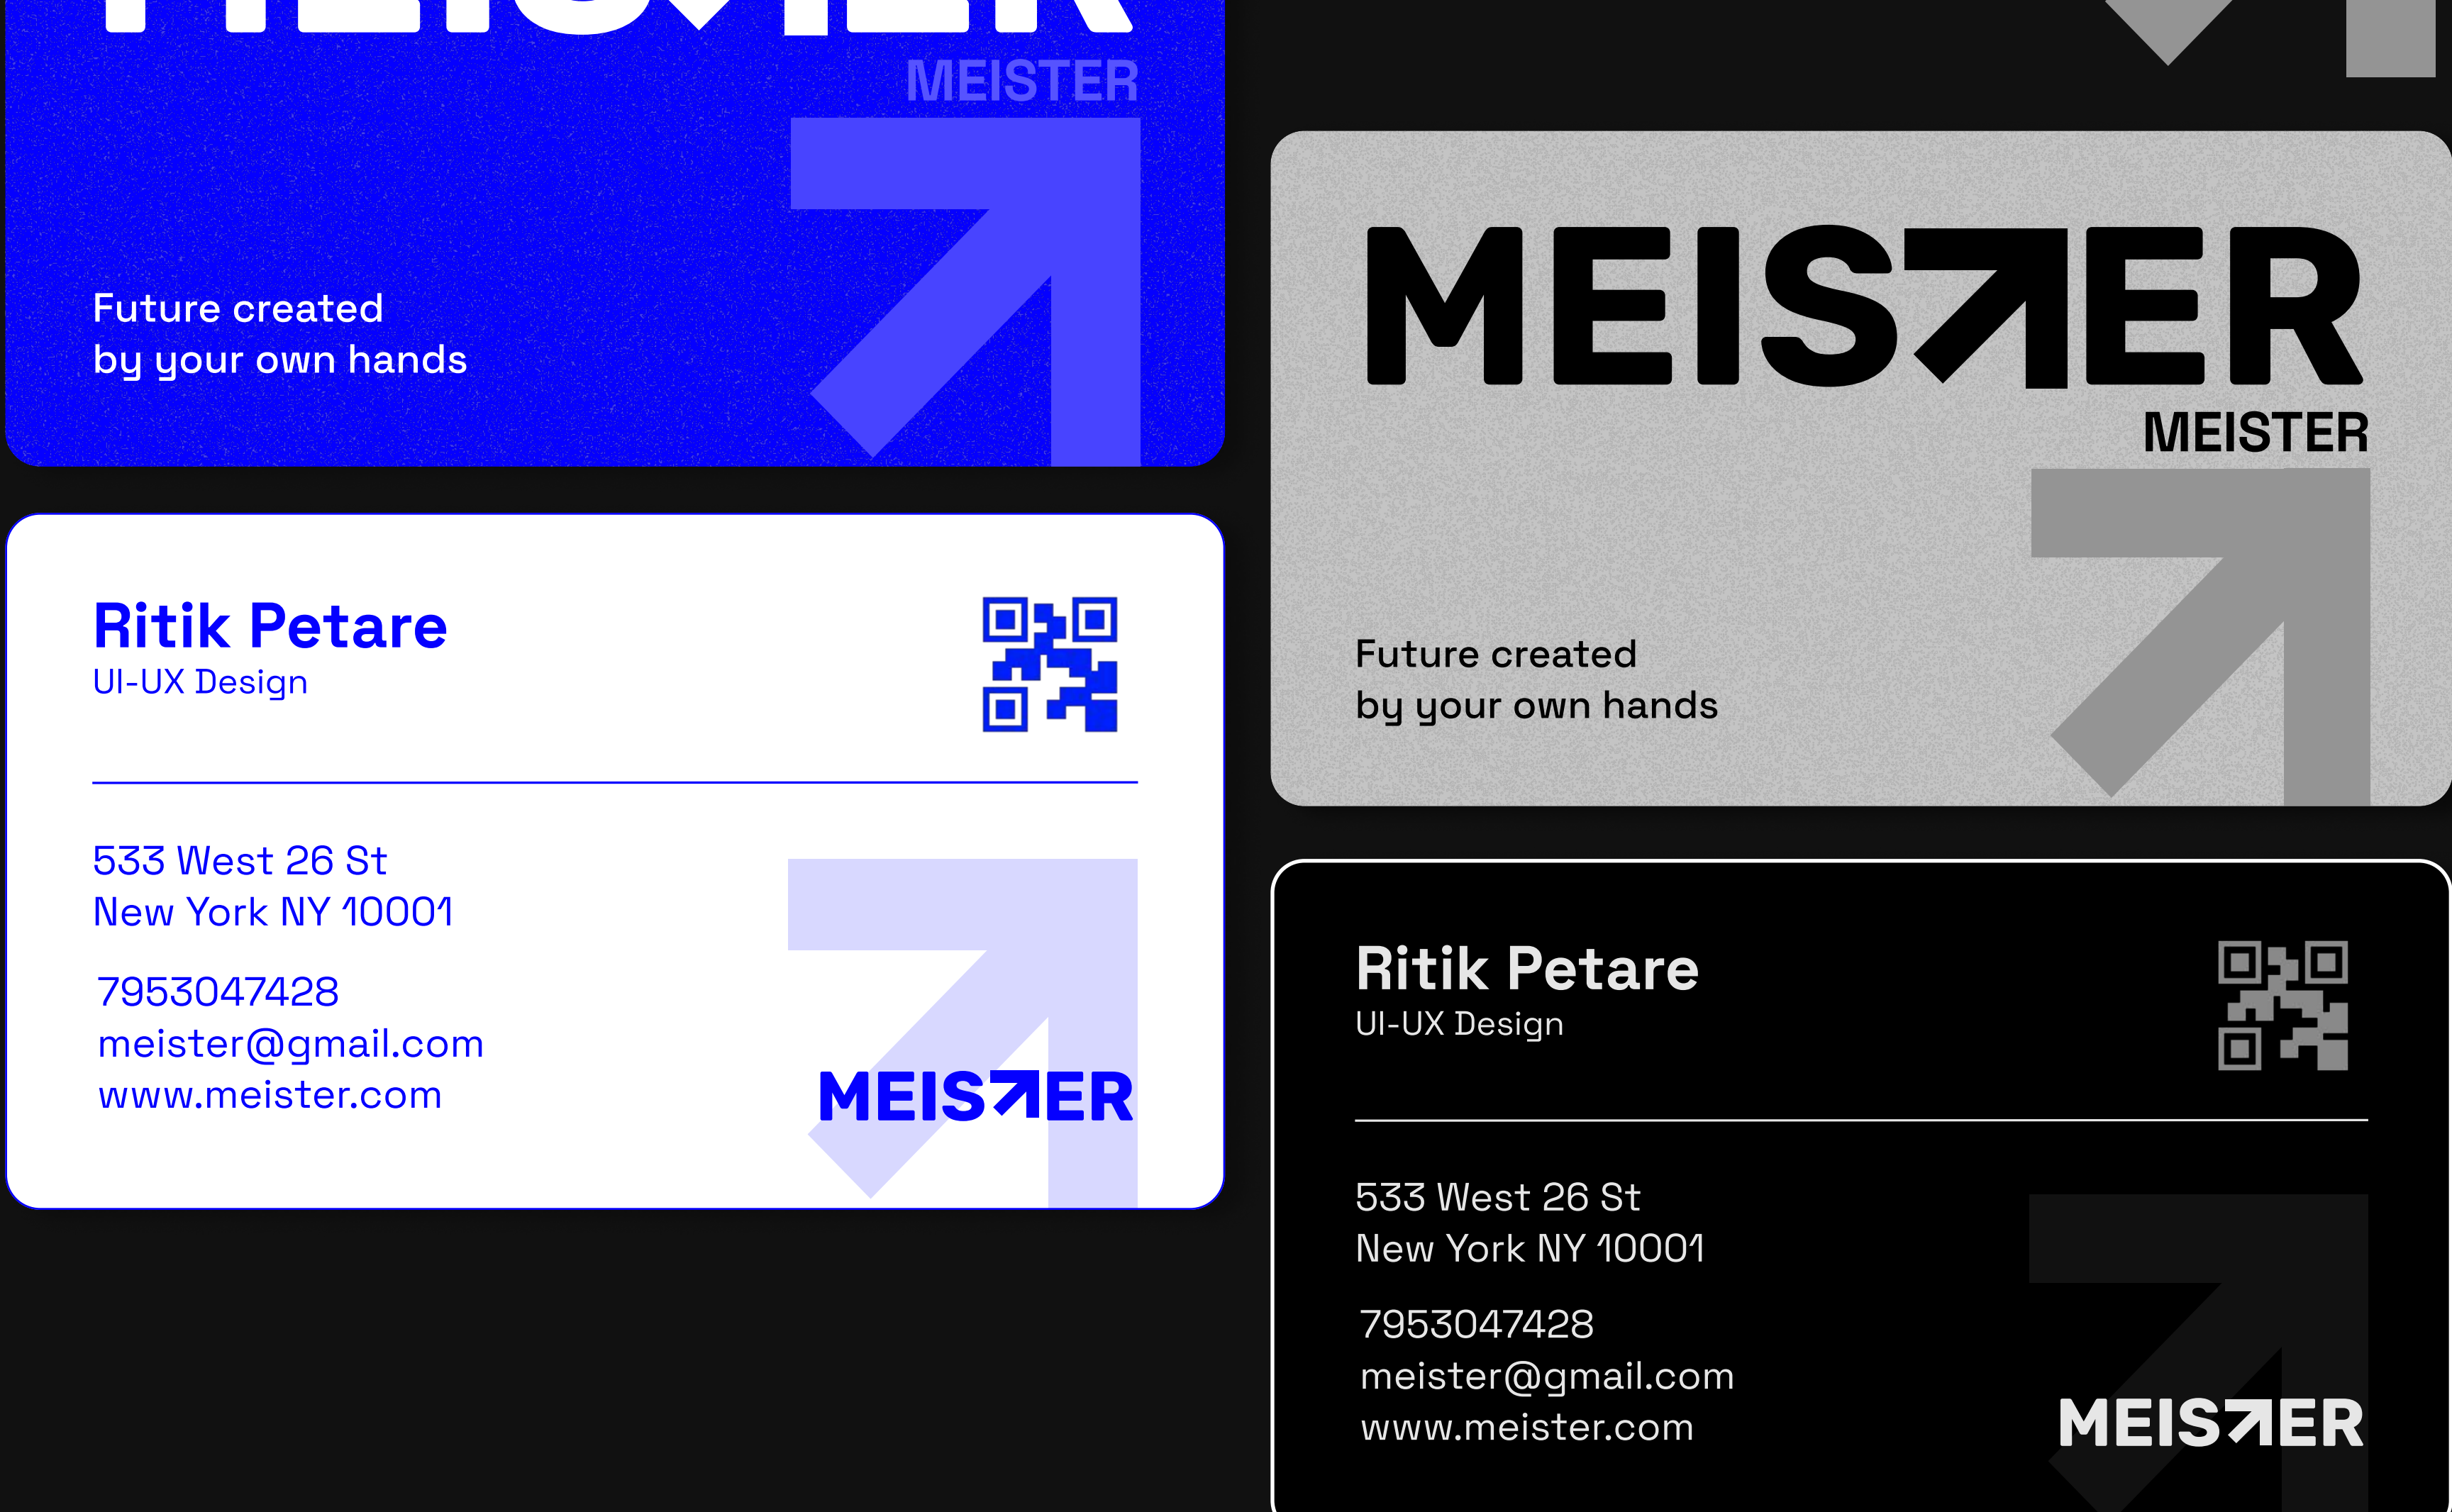 MEISTER
MEISTER
Future created
by your own hands
Ritik Petare
UI-UX Design
533 West 26 St
New York NY 10001
7953047428
meister@gmail.com
www.meister.com
MEISTER
MEISTER
MEISTER
Future created
by your own hands
Ritik Petare
UI-UX Design
533 West 26 St
New York NY 10001
7953047428
meister@gmail.com
www.meister.com
MEISTER